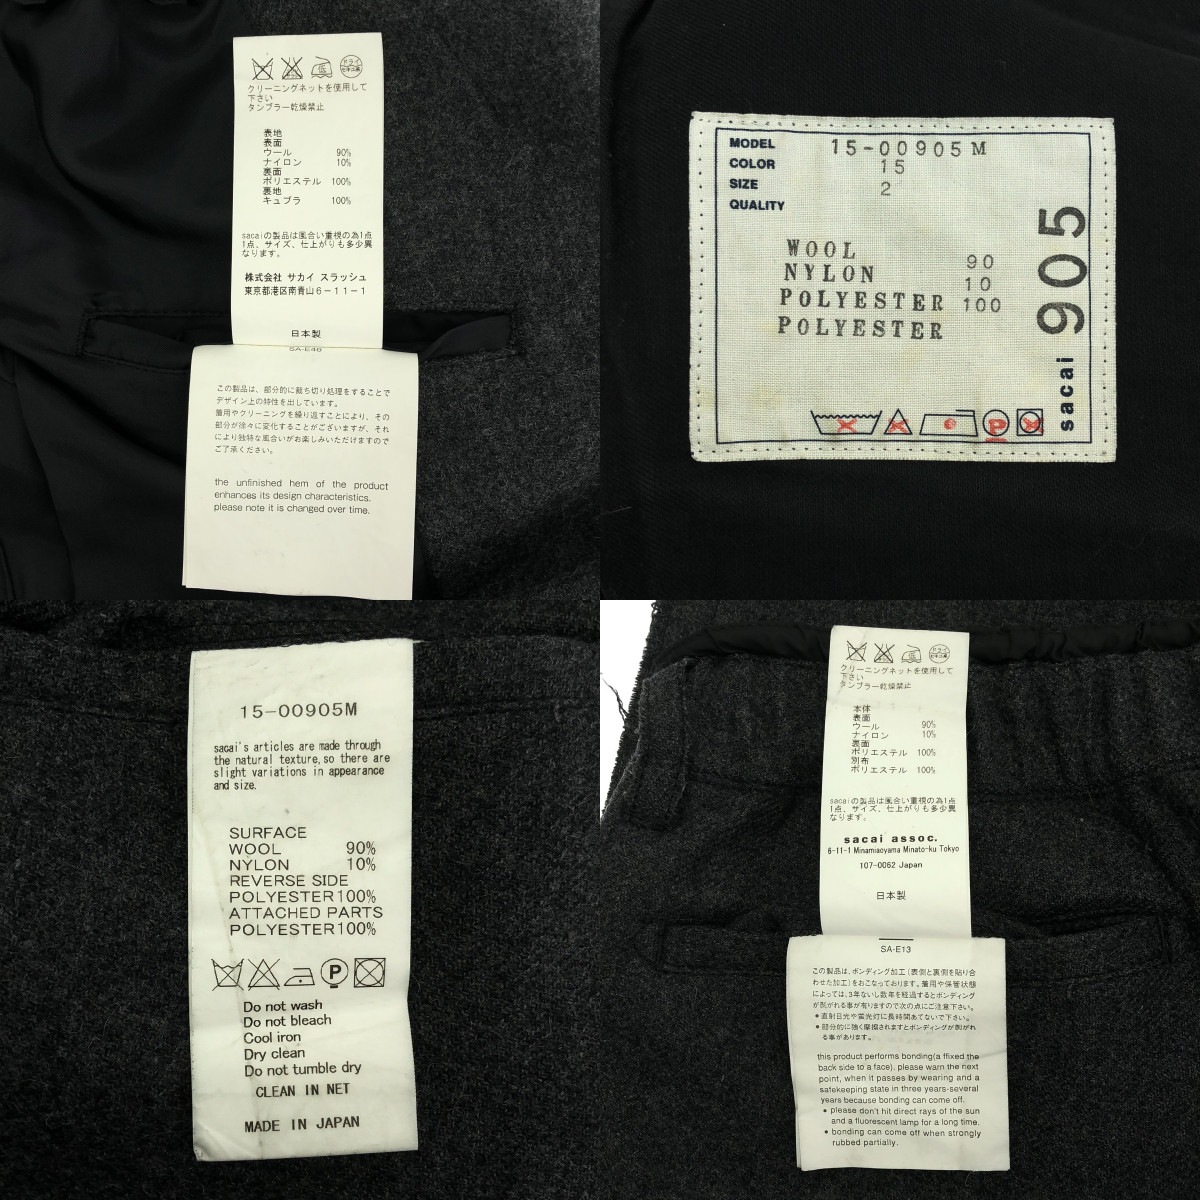 ドライ
セキユ系
クリーニングネットを使用して
下さい
タンブラー乾燥禁止
表地
表面
ウール 90%
ナイロン 10%
裏面
ポリエステル 100%
裏地
キュプラ 100%
sacaiの製品は風合い重視の為1点
1点、サイズ、仕上がりも多少異
なります。
株式会社 サカイ スラッシュ
東京都港区南青山6-11-1
日本製
SA-E46
この製品は、部分的に裁ち切り処理をすることで
デザイン上の特性を出しています。
着用やクリーニングを繰り返すことにより、その
部分が徐々に変化することがございますが、それ
により独特な風合いがお楽しみいただけますので
ご了承ください。
the unfinished hem of the product
enhances its design characteristics.
please note it is changed over time.
MODEL 15-00905M
COLOR 15
SIZE 2
QUALITY
WOOL 90
NYLON 10
POLYESTER 100
POLYESTER
P
sacai 905
15-00905M
sacai's articles are made through
the natural texture, so there are
slight variations in appearance
and size.
SURFACE
WOOL 90%
NYLON 10%
REVERSE SIDE
POLYESTER100%
ATTACHED PARTS
POLYESTER100%
P
Do not wash
Do not bleach
Cool iron
Dry clean
Do not tumble dry
CLEAN IN NET
MADE IN JAPAN
ドライ
セキユ系
クリーニングネットを使用して
下さい
タンブラー乾燥禁止
本体
表面
ウール 90%
ナイロン 10%
裏面
ポリエステル 100%
別布
ポリエステル 100%
sacaiの製品は風合い重視の為1点
1点、サイズ、仕上がりも多少異
なります。
sacai assoc.
6-11-1 Minamiaoyama Minato-ku Tokyo
107-0062 Japan
日本製
SA-E13
この製品は、ボンディング加工(表側と裏側を貼り合
わせた加工)をおこなっております。着用や保管状態
によっては、3年ないし数年を経過するとボンディング
が剥がれる事が有りますので次の点にご注意下さい。
●直射日光や蛍光灯に長時間あてないで下さい。
●部分的に強く摩擦されますとボンディングが剥がれ
る事があります。
this product performs bonding(a ffixed the
back side to a face). please warn the next
point, when it passes by wearing and a
safekeeping state in three years-several
years because bonding can come off.
● please don't hit direct rays of the sun
and a fluorescent lamp for a long time.
● bonding can come off when strongly
rubbed partially.